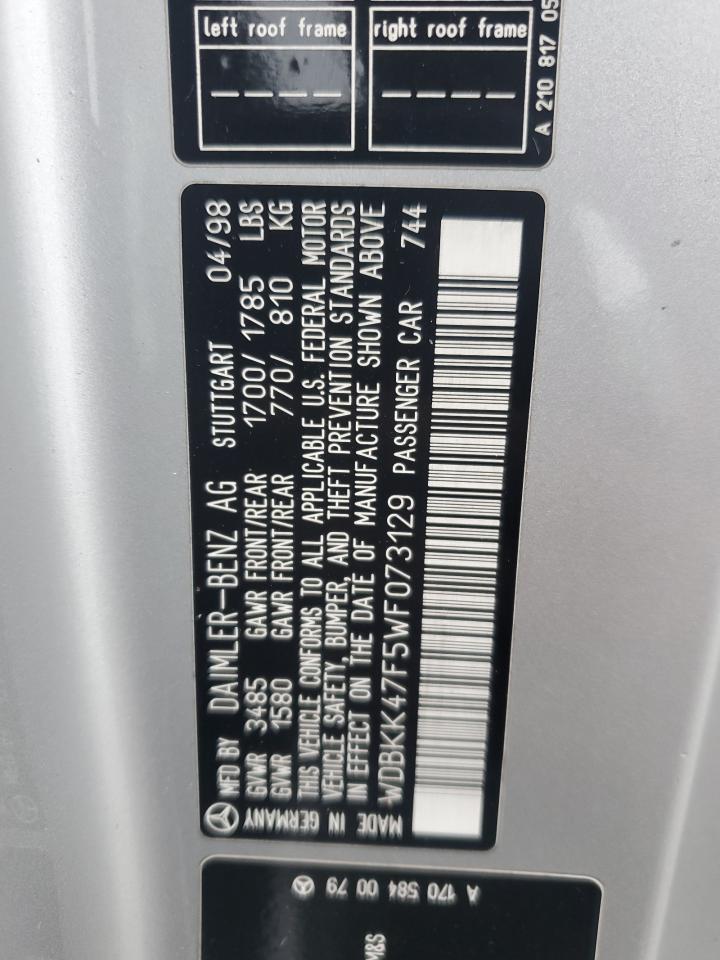 left roof frame
right roof frame
A 210 817 05
MFD BY DAIMLER-BENZ AG STUTTGART 04/98
GVWR 3485 GAWR FRONT/REAR 1700/1785 LBS
GVWR 1580 GAWR FRONT/REAR 770/ 810 KG
THIS VEHICLE CONFORMS TO ALL APPLICABLE U.S. FEDERAL MOTOR
VEHICLE SAFETY, BUMPER, AND THEFT PREVENTION STANDARDS
IN EFFECT ON THE DATE OF MANUFACTURE SHOWN ABOVE
WDBKK47F5WF073129 PASSENGER CAR 744
MADE IN GERMANY
A 170 584 00 79
M&S